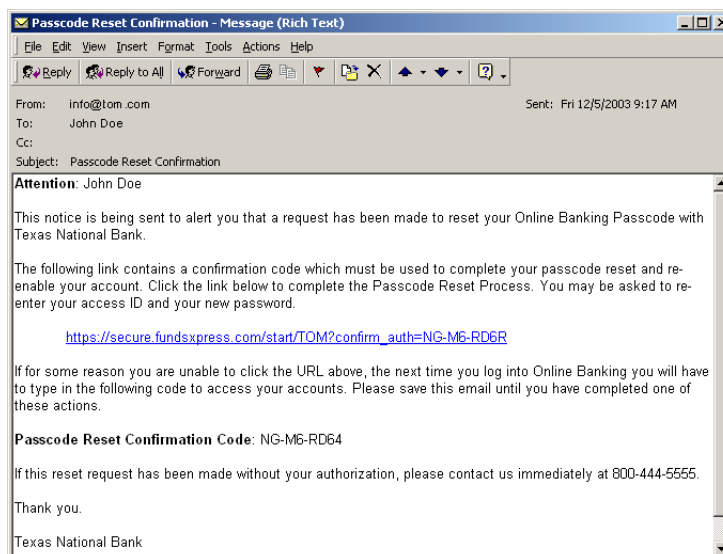 Passcode Reset Confirmation - Message (Rich Text)
File Edit View Insert Format Tools Actions Help
Reply Reply to All Forward
From: info@tom .com Sent: Fri 12/5/2003 9:17 AM
To: John Doe
Cc:
Subject: Passcode Reset Confirmation
Attention: John Doe
This notice is being sent to alert you that a request has been made to reset your Online Banking Passcode with
Texas National Bank.
The following link contains a confirmation code which must be used to complete your passcode reset and re-
enable your account. Click the link below to complete the Passcode Reset Process. You may be asked to re-
enter your access ID and your new password.
https://secure.fundsxpress.com/start/TOM?confirm_auth=NG-M6-RD6R
If for some reason you are unable to click the URL above, the next time you log into Online Banking you will have
to type in the following code to access your accounts. Please save this email until you have completed one of
these actions.
Passcode Reset Confirmation Code: NG-M6-RD64
If this reset request has been made without your authorization, please contact us immediately at 800-444-5555.
Thank you.
Texas National Bank